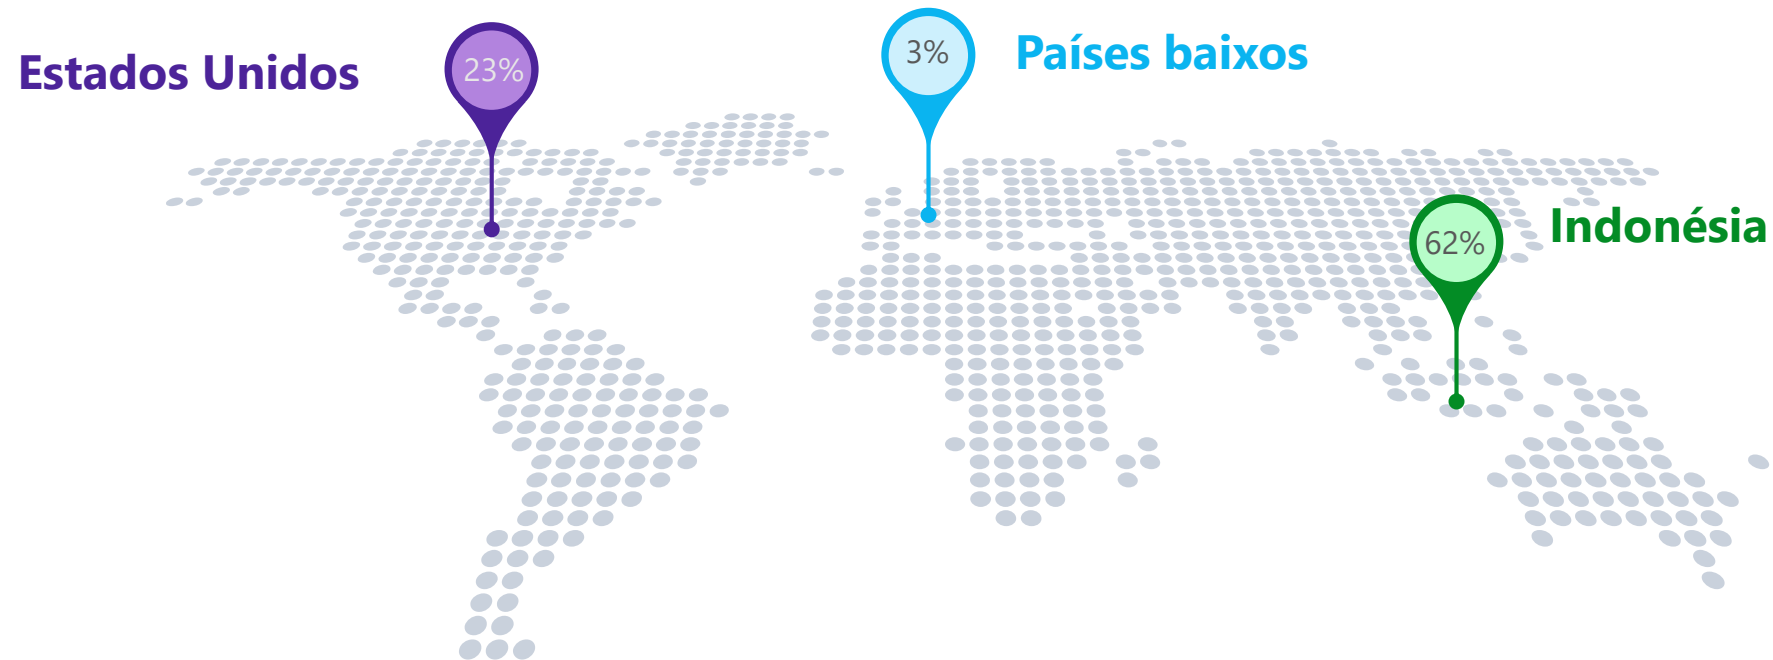 Estados Unidos
23%
3%
Países baixos
62%
Indonésia